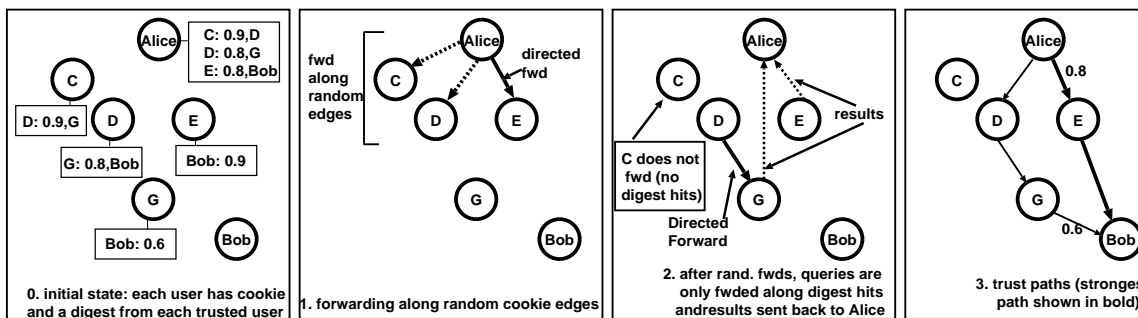 Alice
C: 0.9,D
D: 0.8,G
E: 0.8,Bob
C
D: 0.9,G
D
G: 0.8,Bob
E
Bob: 0.9
G
Bob: 0.6
Bob
0. initial state: each user has cookie
and a digest from each trusted user
Alice
fwd
along
random
edges
directed
fwd
C
D
E
G
Bob
1. forwarding along random cookie edges
Alice
C
D
E
results
C does not
fwd (no
digest hits)
G
Directed
Forward
Bob
2. after rand. fwds, queries are
only fwded along digest hits
andresults sent back to Alice
Alice
0.8
C
D
E
G
0.6
Bob
3. trust paths (stronges
path shown in bold)